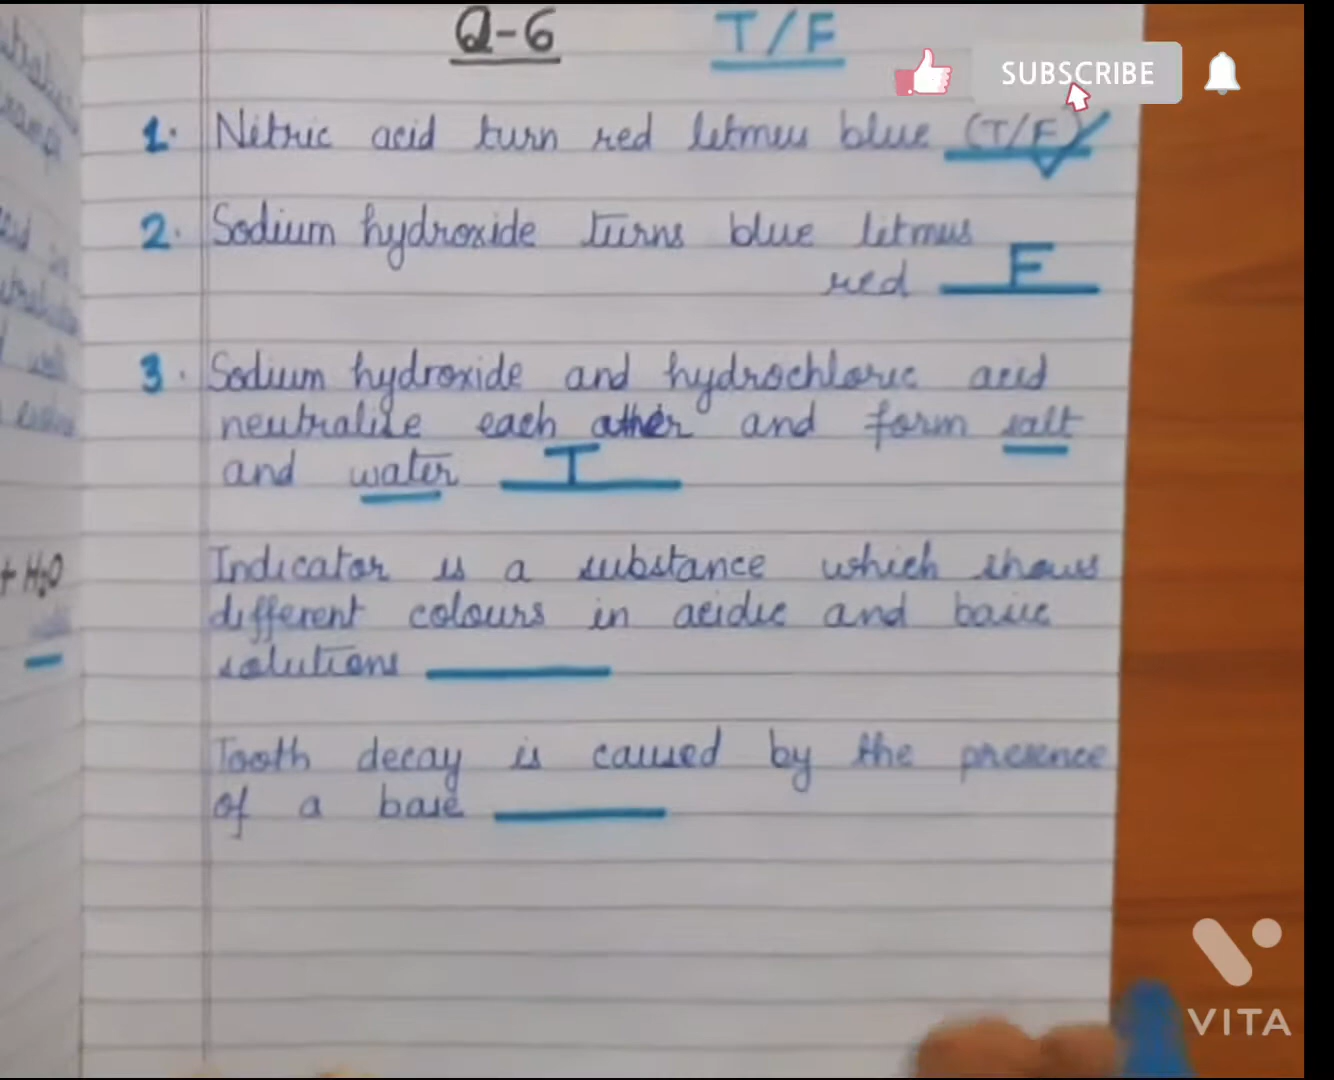 Q-6 T/F
SUBSCRIBE
1. Nitric acid turn red litmus blue (T/F)
2. Sodium hydroxide turns blue litmus
red F
3. Sodium hydroxide and hydrochloric acid
neutralise each other and form salt
and water T
+ H₂O
Indicator is a substance which shows
different colours in acidic and basic
solutions
Tooth decay is caused by the presence
of a base
VITA